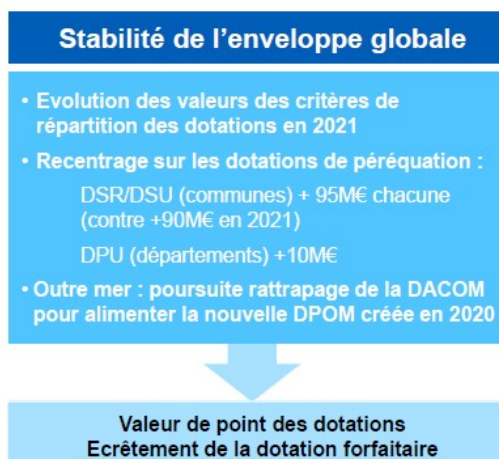 Stabilité de l’enveloppe globale
• Evolution des valeurs des critères de
répartition des dotations en 2021
• Recentrage sur les dotations de péréquation :
DSR/DSU (communes) + 95M€ chacune
(contre +90M€ en 2021)
DPU (départements) +10M€
• Outre mer : poursuite rattrapage de la DACOM
pour alimenter la nouvelle DPOM créée en 2020
Valeur de point des dotations
Ecrêtement de la dotation forfaitaire